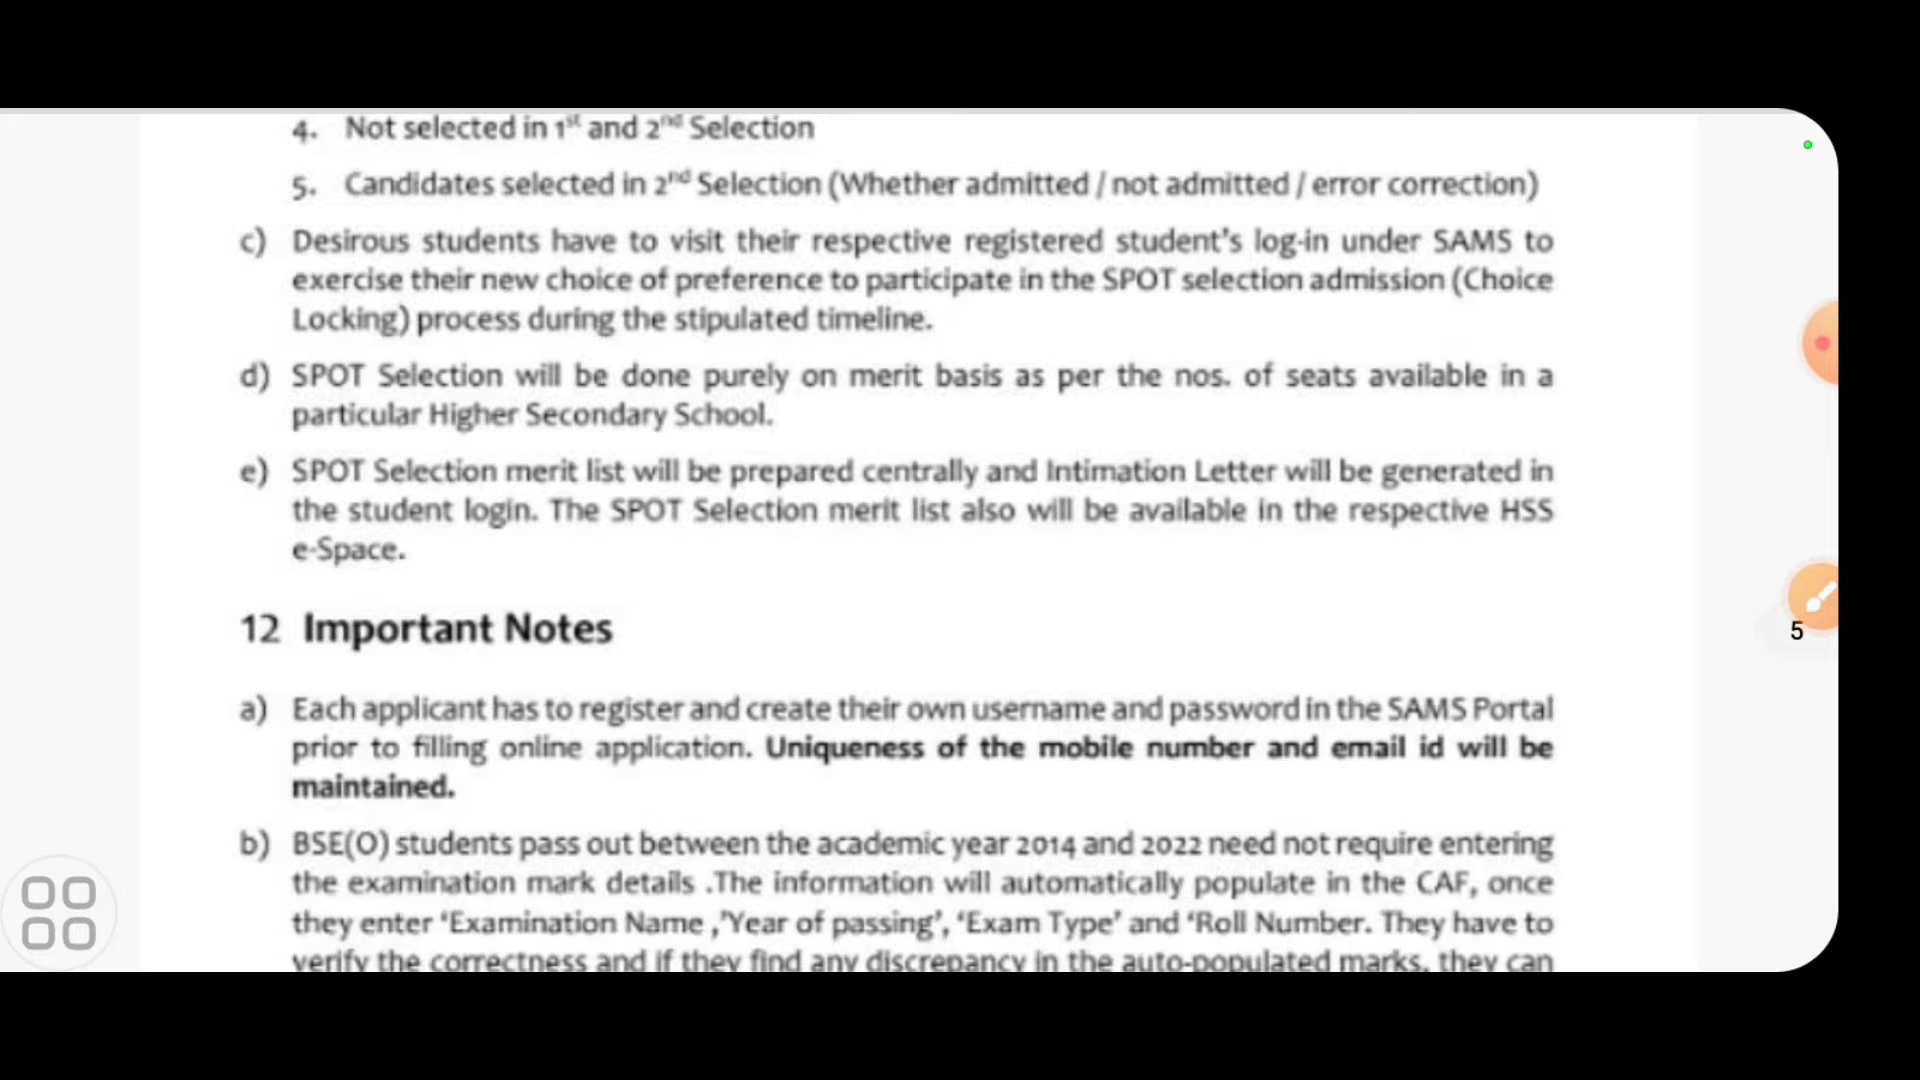 4. Not selected in 1st and 2nd Selection
5. Candidates selected in 2nd Selection (Whether admitted / not admitted / error correction)
c) Desirous students have to visit their respective registered student's log-in under SAMS to
exercise their new choice of preference to participate in the SPOT selection admission (Choice
Locking) process during the stipulated timeline.
d) SPOT Selection will be done purely on merit basis as per the nos. of seats available in a
particular Higher Secondary School.
e) SPOT Selection merit list will be prepared centrally and Intimation Letter will be generated in
the student login. The SPOT Selection merit list also will be available in the respective HSS
e-Space.
12 Important Notes
5
a) Each applicant has to register and create their own username and password in the SAMS Portal
prior to filling online application. Uniqueness of the mobile number and email id will be
maintained.
b) BSE(O) students pass out between the academic year 2014 and 2022 need not require entering
the examination mark details .The information will automatically populate in the CAF, once
they enter ‘Examination Name ,’Year of passing’, ‘Exam Type’ and ‘Roll Number. They have to
verify the correctness and if they find any discrepancy in the auto-populated marks, they can